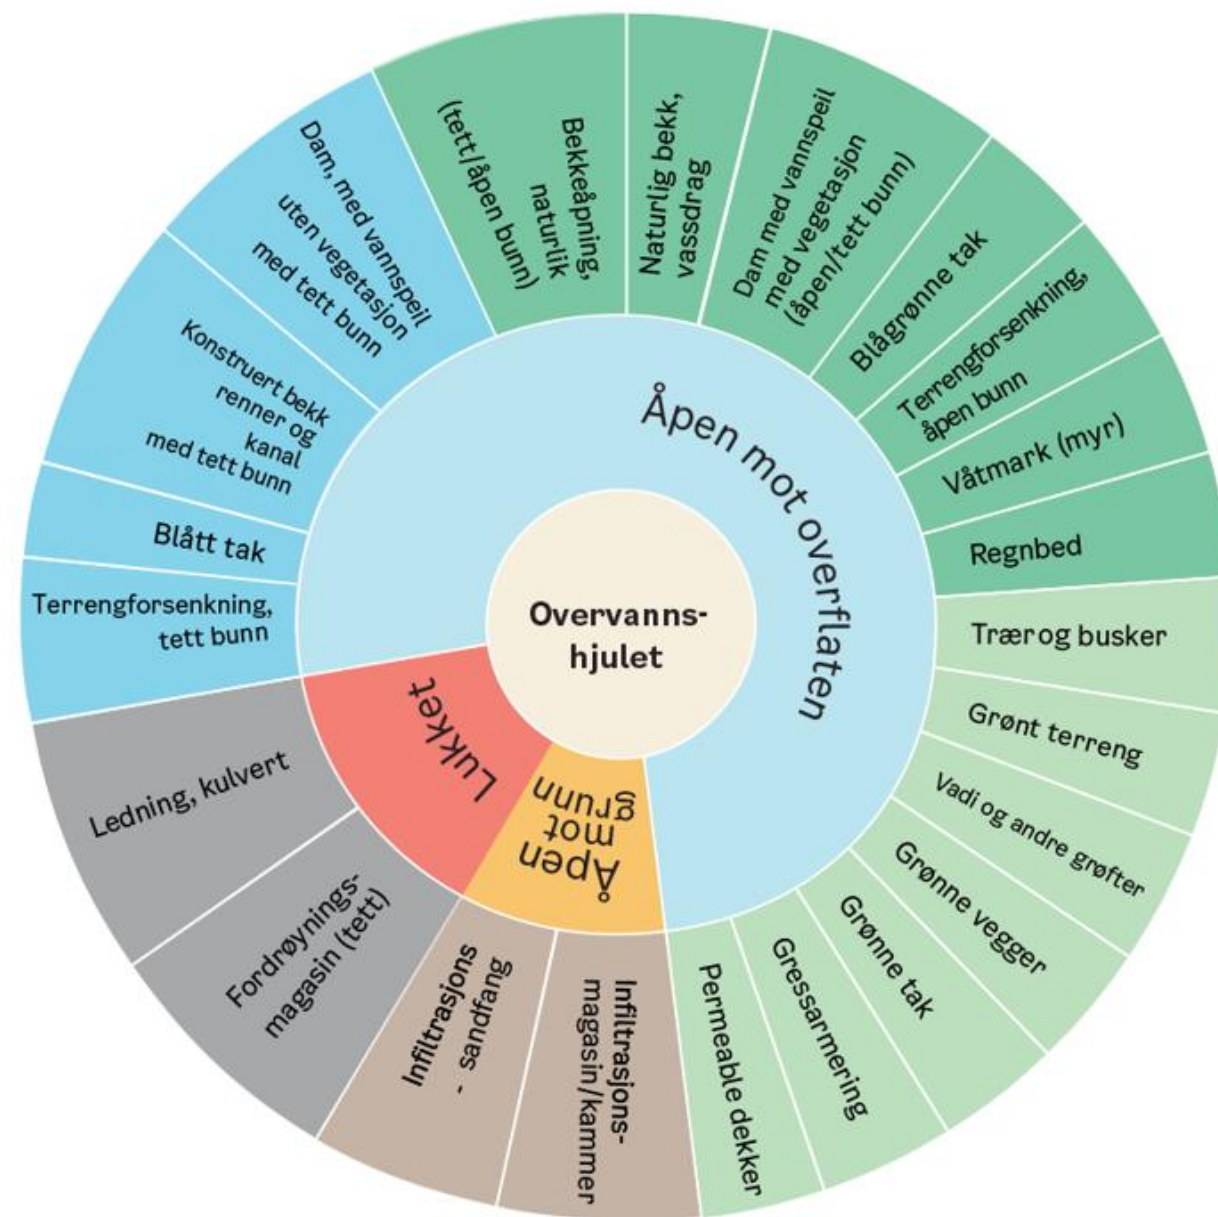 Overvanns-
hjulet
Åpen mot overflaten
Åpen
mot
grunn
Lukket
Bekkeåpning,
naturlik
(tett/åpen bunn)
Naturlig bekk,
vassdrag
Dam med vannspeil
med vegetasjon
(åpen/tett bunn)
Blågrønne tak
Terrengforsenkning,
åpen bunn
Våtmark (myr)
Regnbed
Trær og busker
Grønt terreng
Vadi og andre grøfter
Grønne vegger
Grønne tak
Gressarmering
Permeable dekker
Infiltrasjons-
magasin/kammer
Infiltrasjons
- sandfang
Fordrøynings-
magasin (tett)
Ledning, kulvert
Terrengforsenkning,
tett bunn
Blått tak
Konstruert bekk
renner og
kanal
med tett bunn
Dam, med vannspeil
uten vegetasjon
med tett bunn